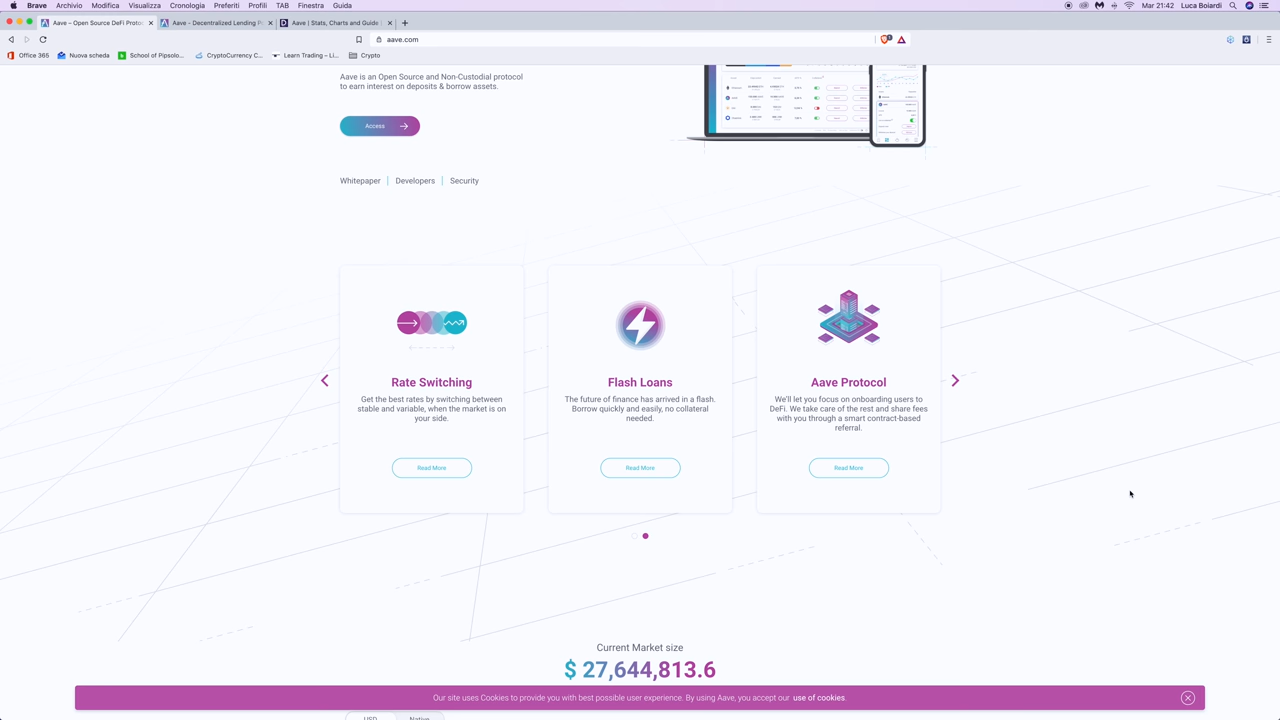 Brave Archivio Modifica Visualizza Cronologia Preferiti Profili TAB Finestra Guida Mar 21:42 Luca Boiardi
Aave – Open Source DeFi Protoc Aave - Decentralized Lending P Aave | Stats, Charts and Guide |
aave.com
Office 365 Nuova scheda School of Pipsolo... CryptoCurrency C... Learn Trading – Li... Crypto
Aave is an Open Source and Non-Custodial protocol
to earn interest on deposits & borrow assets.
Access
Whitepaper Developers Security
Rate Switching
Get the best rates by switching between
stable and variable, when the market is on
your side.
Read More
Flash Loans
The future of finance has arrived in a flash.
Borrow quickly and easily, no collateral
needed.
Read More
Aave Protocol
We'll let you focus on onboarding users to
DeFi. We take care of the rest and share fees
with you through a smart contract-based
referral.
Read More
Current Market size
$ 27,644,813.6
Our site uses Cookies to provide you with best possible user experience. By using Aave, you accept our use of cookies.
USD Native